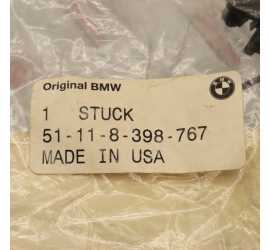 Original BMW
1 STUCK
51-11-8-398-767
MADE IN USA